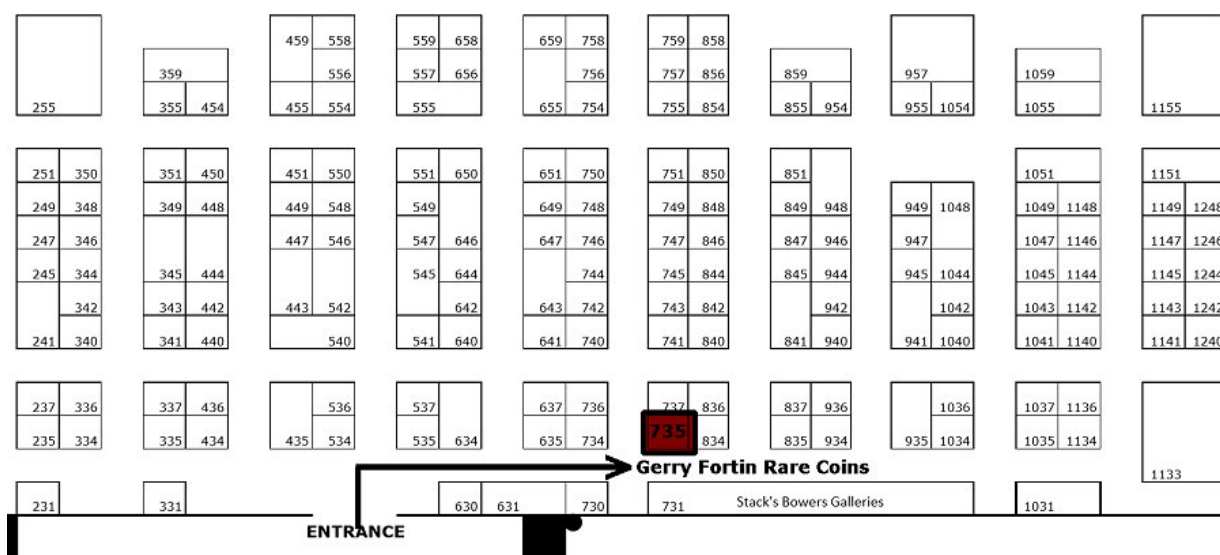 459 558 559 658 659 758 759 858
359 556 557 656 756 757 856 859 957 1059
255 355 454 455 554 555 655 754 755 854 855 954 955 1054 1055 1155
251 350 351 450 451 550 551 650 651 750 751 850 851 1051 1151
249 348 349 448 449 548 549 649 748 749 848 849 948 949 1048 1049 1148 1149 1248
247 346 447 546 547 646 647 746 747 846 847 946 947 1047 1146 1147 1246
245 344 345 444 545 644 744 745 844 845 944 945 1044 1045 1144 1145 1244
342 343 442 443 542 642 643 742 743 842 942 1042 1043 1142 1143 1242
241 340 341 440 540 541 640 641 740 741 840 841 940 941 1040 1041 1140 1141 1240
237 336 337 436 536 537 637 736 737 836 837 936 1036 1037 1136
235 334 335 434 435 534 535 634 635 734 735 834 835 934 935 1034 1035 1134
Gerry Fortin Rare Coins 1133
231 331 630 631 730 731 Stack's Bowers Galleries 1031
ENTRANCE